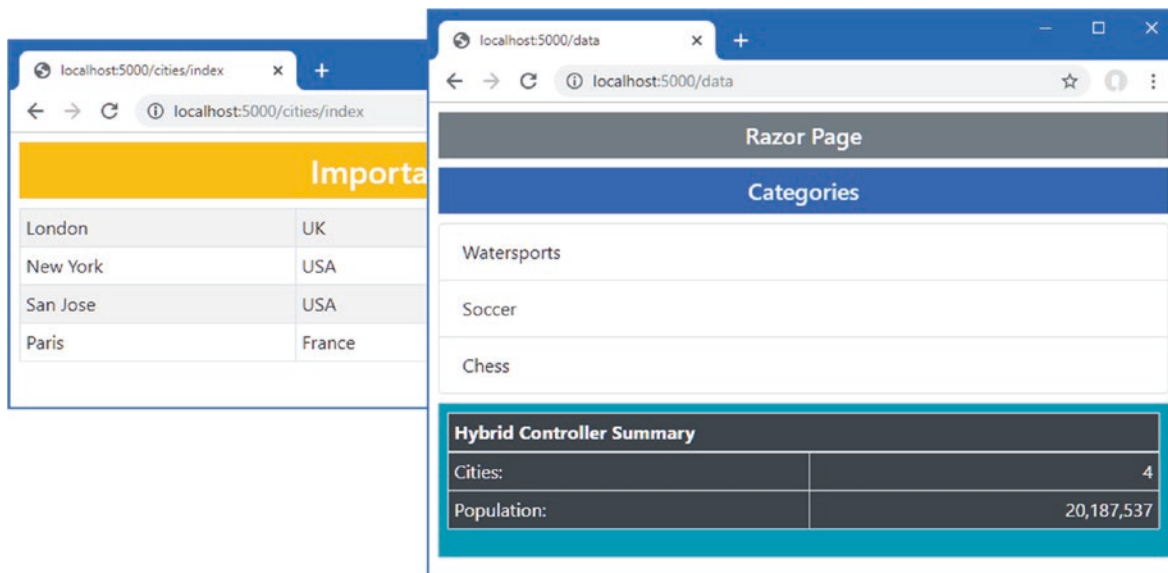 localhost:5000/cities/index
localhost:5000/cities/index
Importa
London UK
New York USA
San Jose USA
Paris France
localhost:5000/data
localhost:5000/data
Razor Page
Categories
Watersports
Soccer
Chess
Hybrid Controller Summary
Cities: 4
Population: 20,187,537